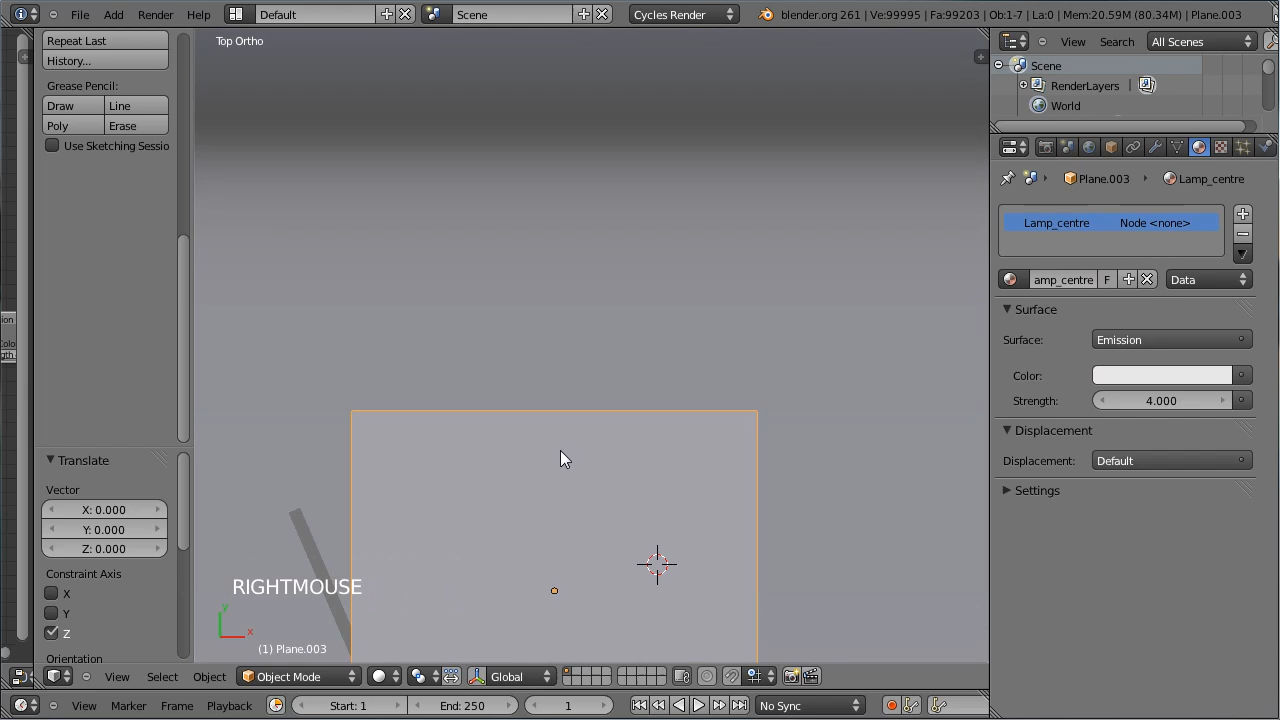 File Add Render Help Default Scene Cycles Render blender.org 261 | Ve:99995 | Fa:99203 | Ob:1-7 | La:0 | Mem:20.59M (80.34M) | Plane.003
Repeat Last
History...
Grease Pencil:
Draw Line
Poly Erase
Use Sketching Sessio
Translate
Vector
X: 0.000
Y: 0.000
Z: 0.000
Constraint Axis
X
Y
Z
Orientation
Top Ortho
RIGHTMOUSE
y
x
(1) Plane.003
View Select Object Object Mode Global
View Marker Frame Playback Start: 1 End: 250 1 No Sync
View Search All Scenes
Scene
RenderLayers |
World
Plane.003 Lamp_centre
Lamp_centre Node <none>
amp_centre F Data
Surface
Surface: Emission
Color:
Strength: 4.000
Displacement
Displacement: Default
Settings